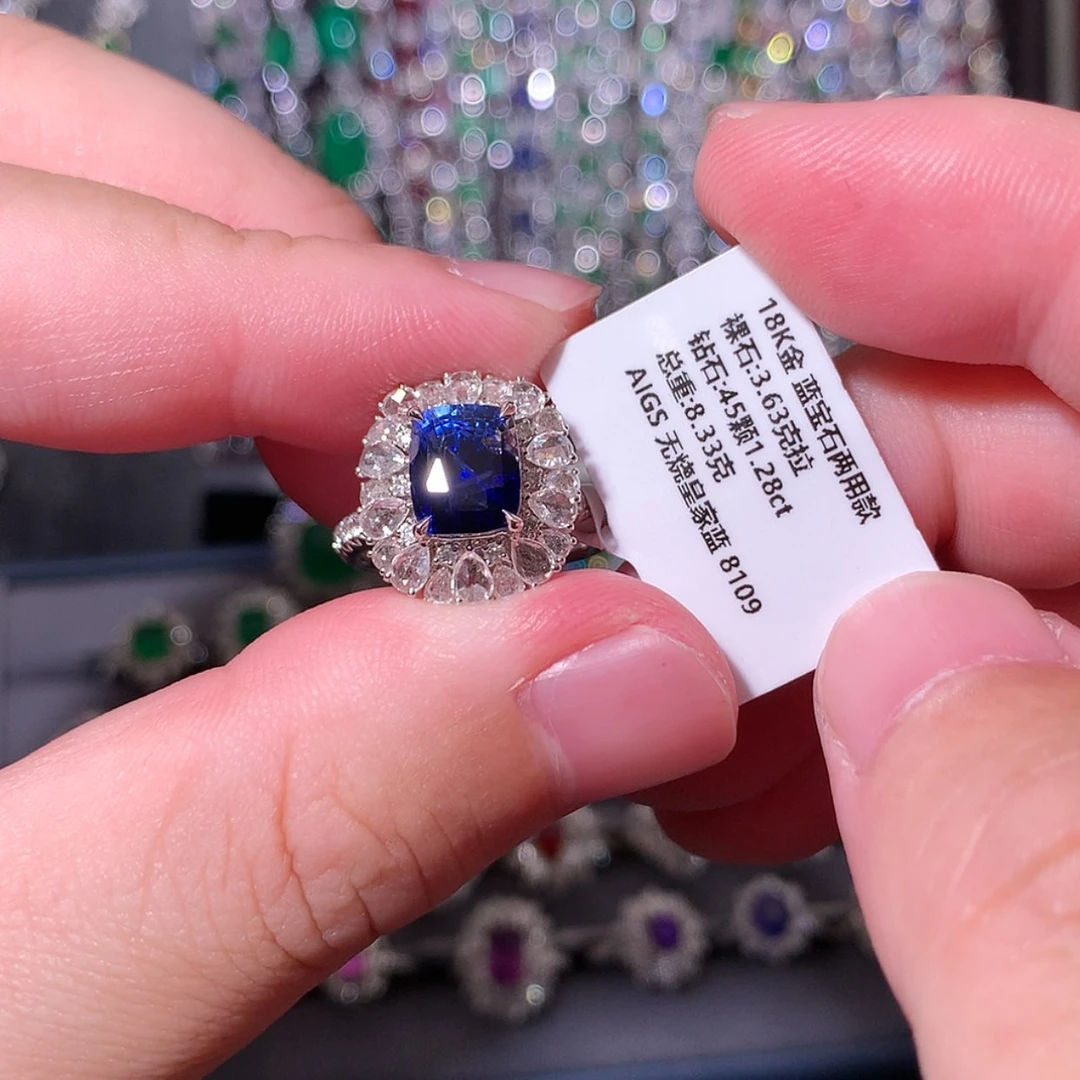 18K金 蓝宝石两用款
裸石:3.63克拉
钻石:45颗1.28ct
总重:8.33克
AIGS 无烧皇家蓝 8109